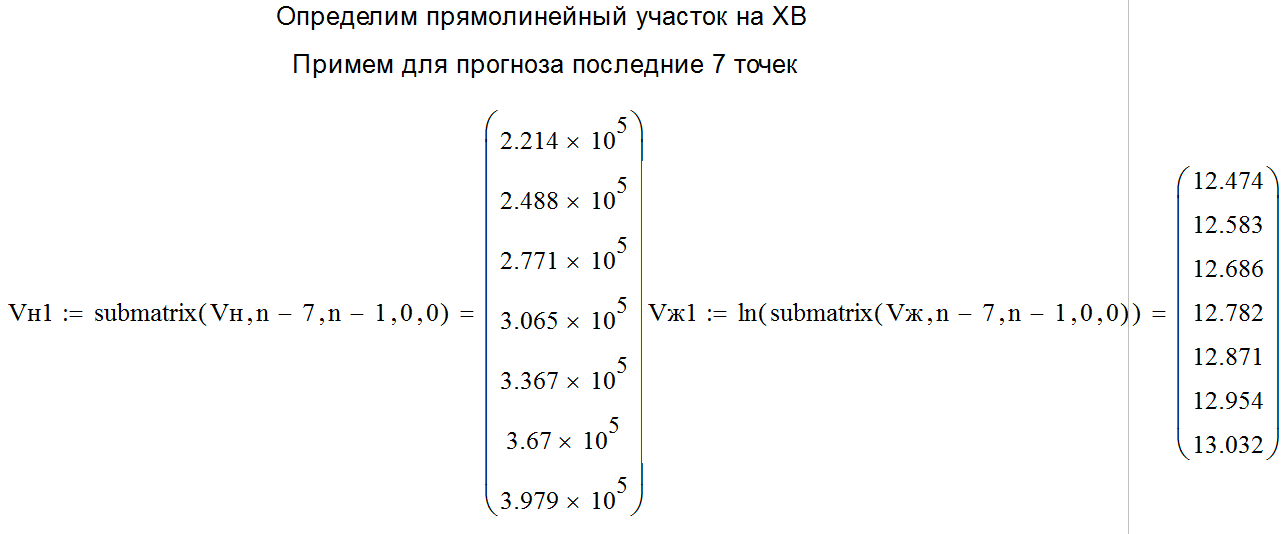 Определим прямолинейный участок на ХВ
Примем для прогноза последние 7 точек
2.214 × 10^5
2.488 × 10^5
2.771 × 10^5
Vн1 := submatrix(Vн,n − 7,n − 1,0,0) = 3.065 × 10^5
3.367 × 10^5
3.67 × 10^5
3.979 × 10^5
12.474
12.583
12.686
Vж1 := ln(submatrix(Vж,n − 7,n − 1,0,0)) = 12.782
12.871
12.954
13.032